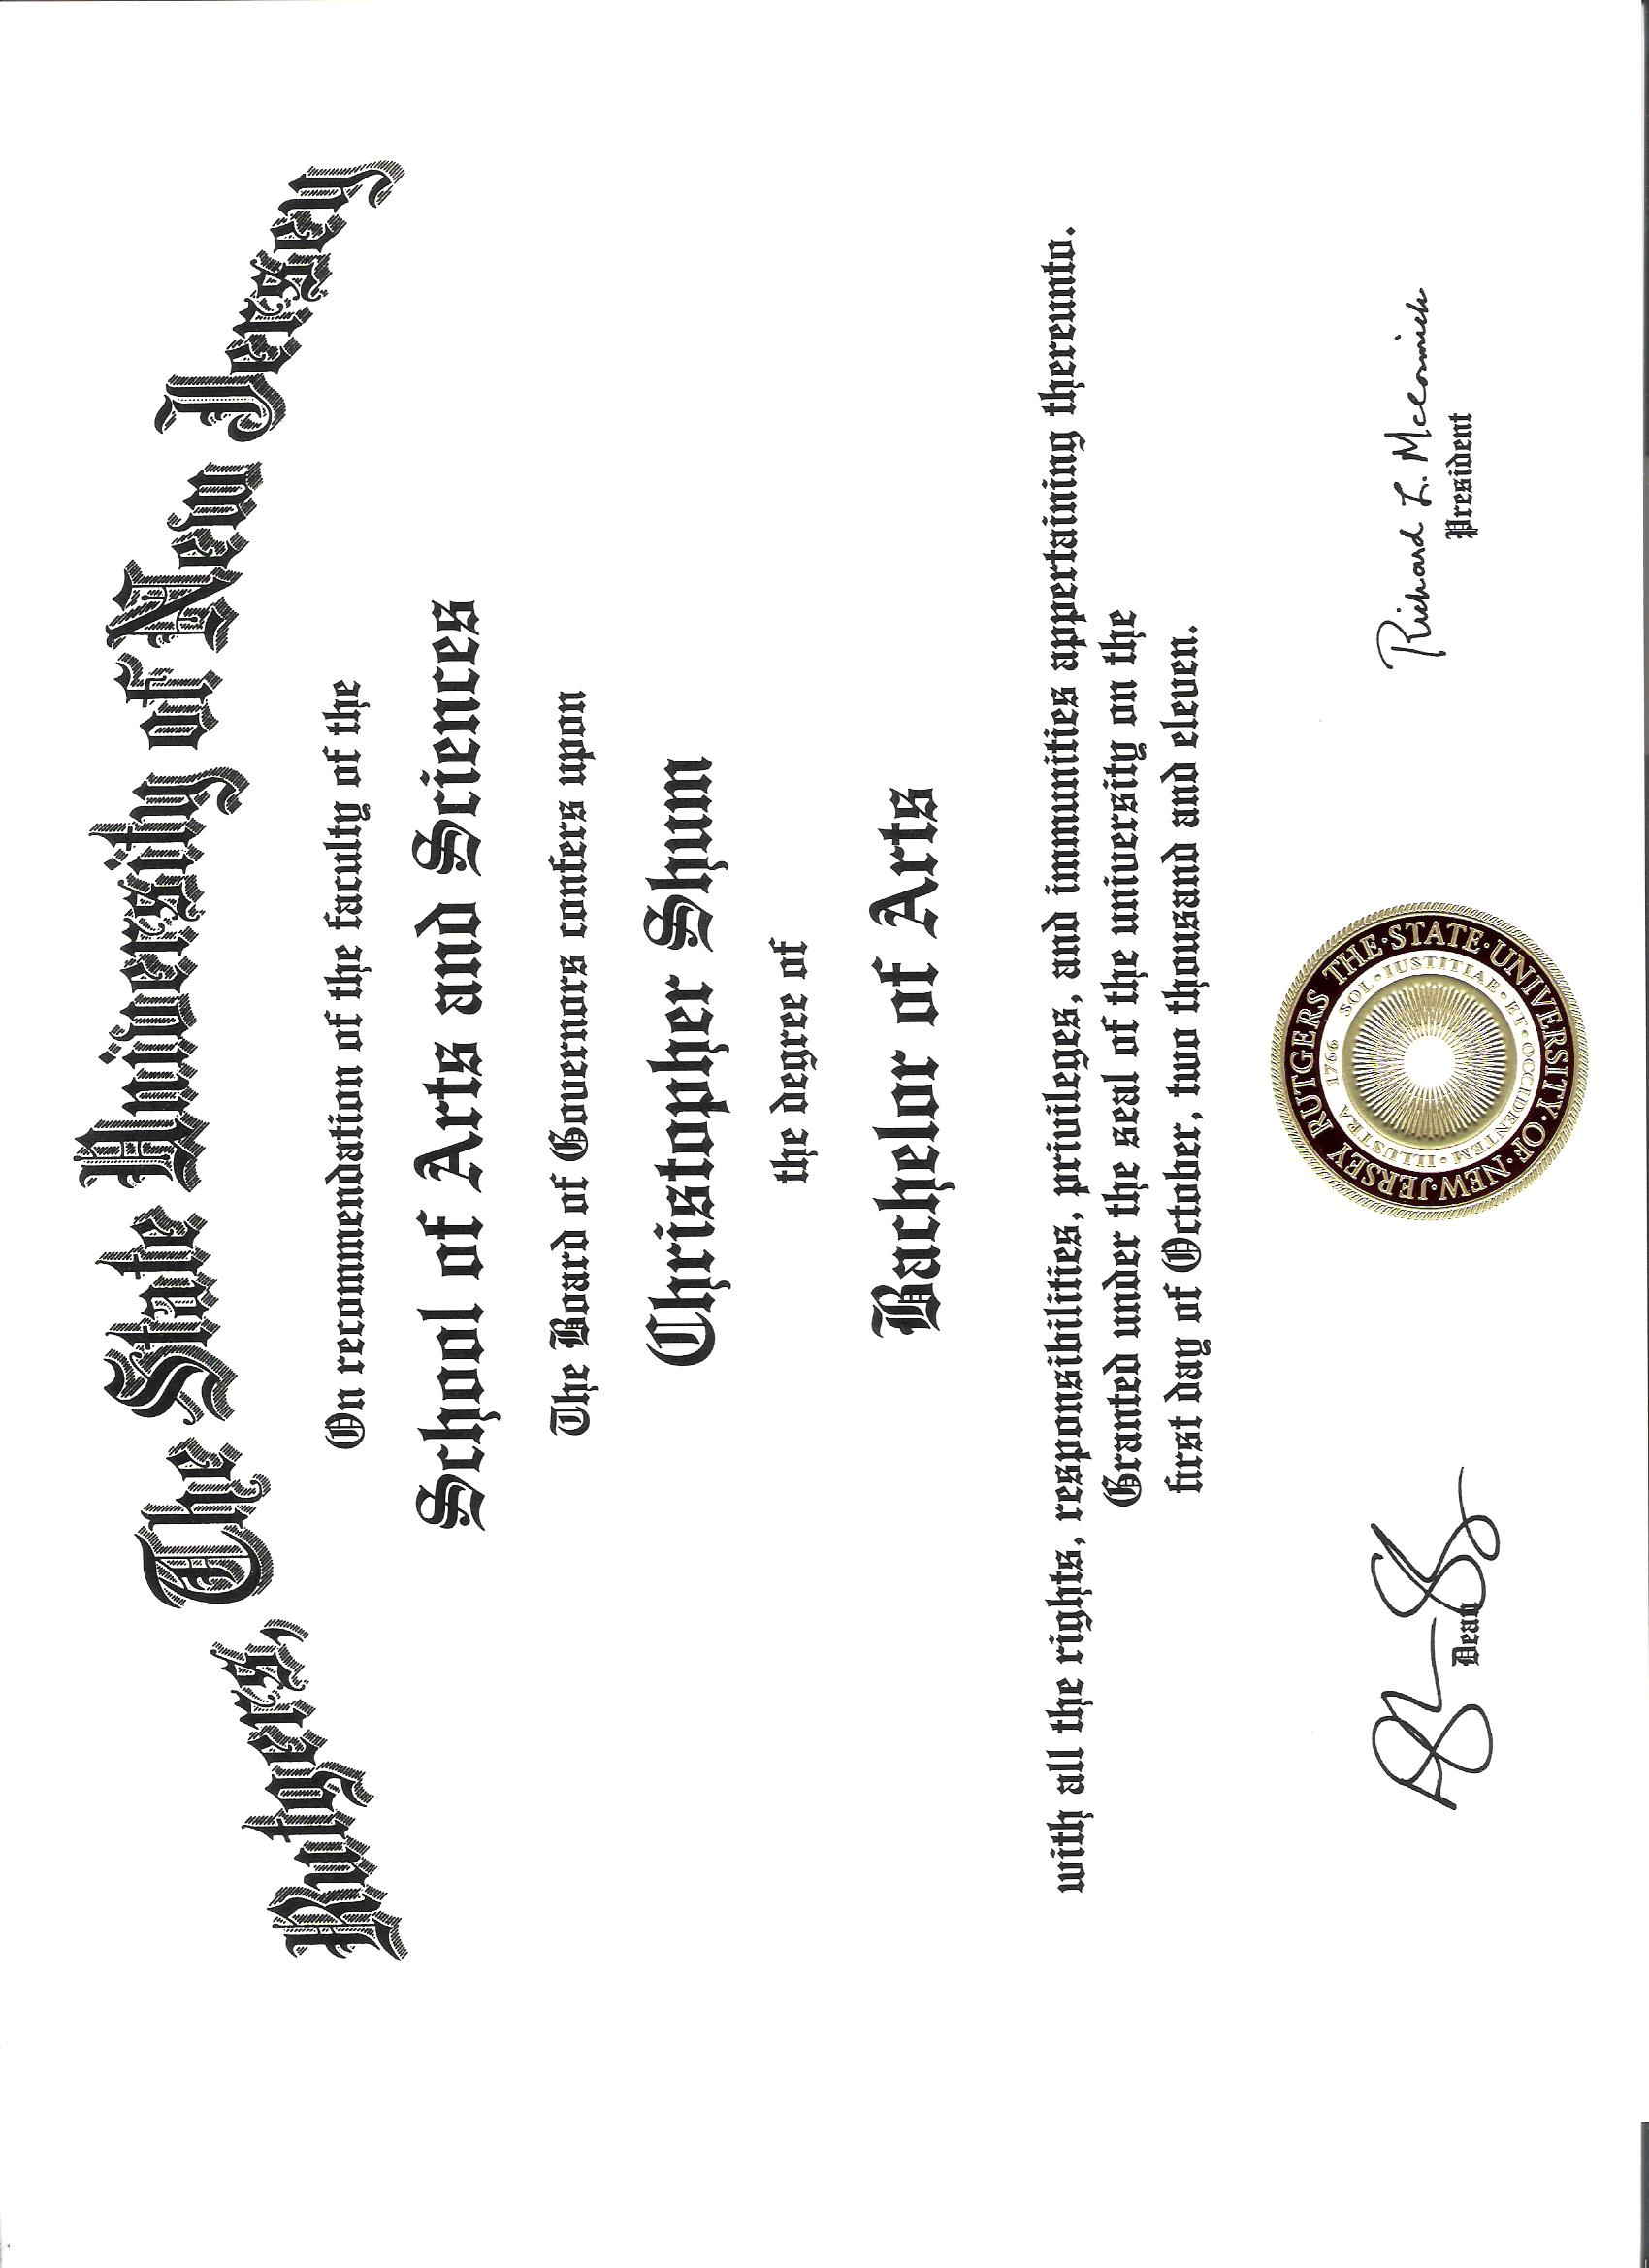 Rutgers, The State University of New Jersey
On recommendation of the faculty of the
School of Arts and Sciences
The Board of Governors confers upon
Christopher Shum
the degree of
Bachelor of Arts
with all the rights, responsibilities, privileges, and immunities appertaining thereunto.
Granted under the seal of the university on the
first day of October, two thousand and eleven.
RUTGERS THE·STATE·UNIVERSITY·OF·NEW·JERSEY
1766
SOL·IUSTITIAE·ET·OCCIDENTEM·ILLUSTRA
Dean
Richard L. McCormick
President